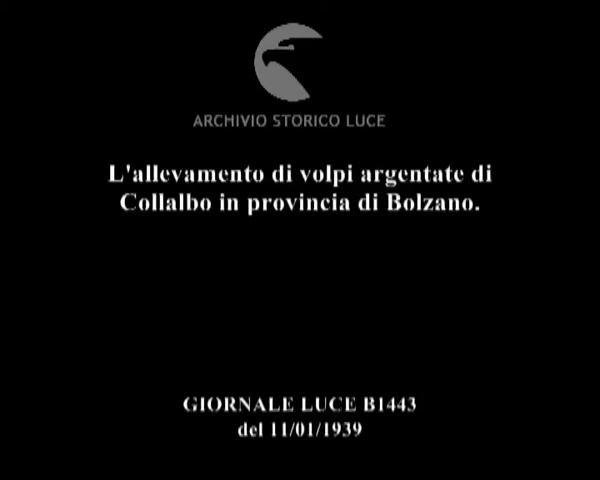 ARCHIVIO STORICO LUCE
L'allevamento di volpi argentate di
Collalbo in provincia di Bolzano.
GIORNALE LUCE B1443
del 11/01/1939